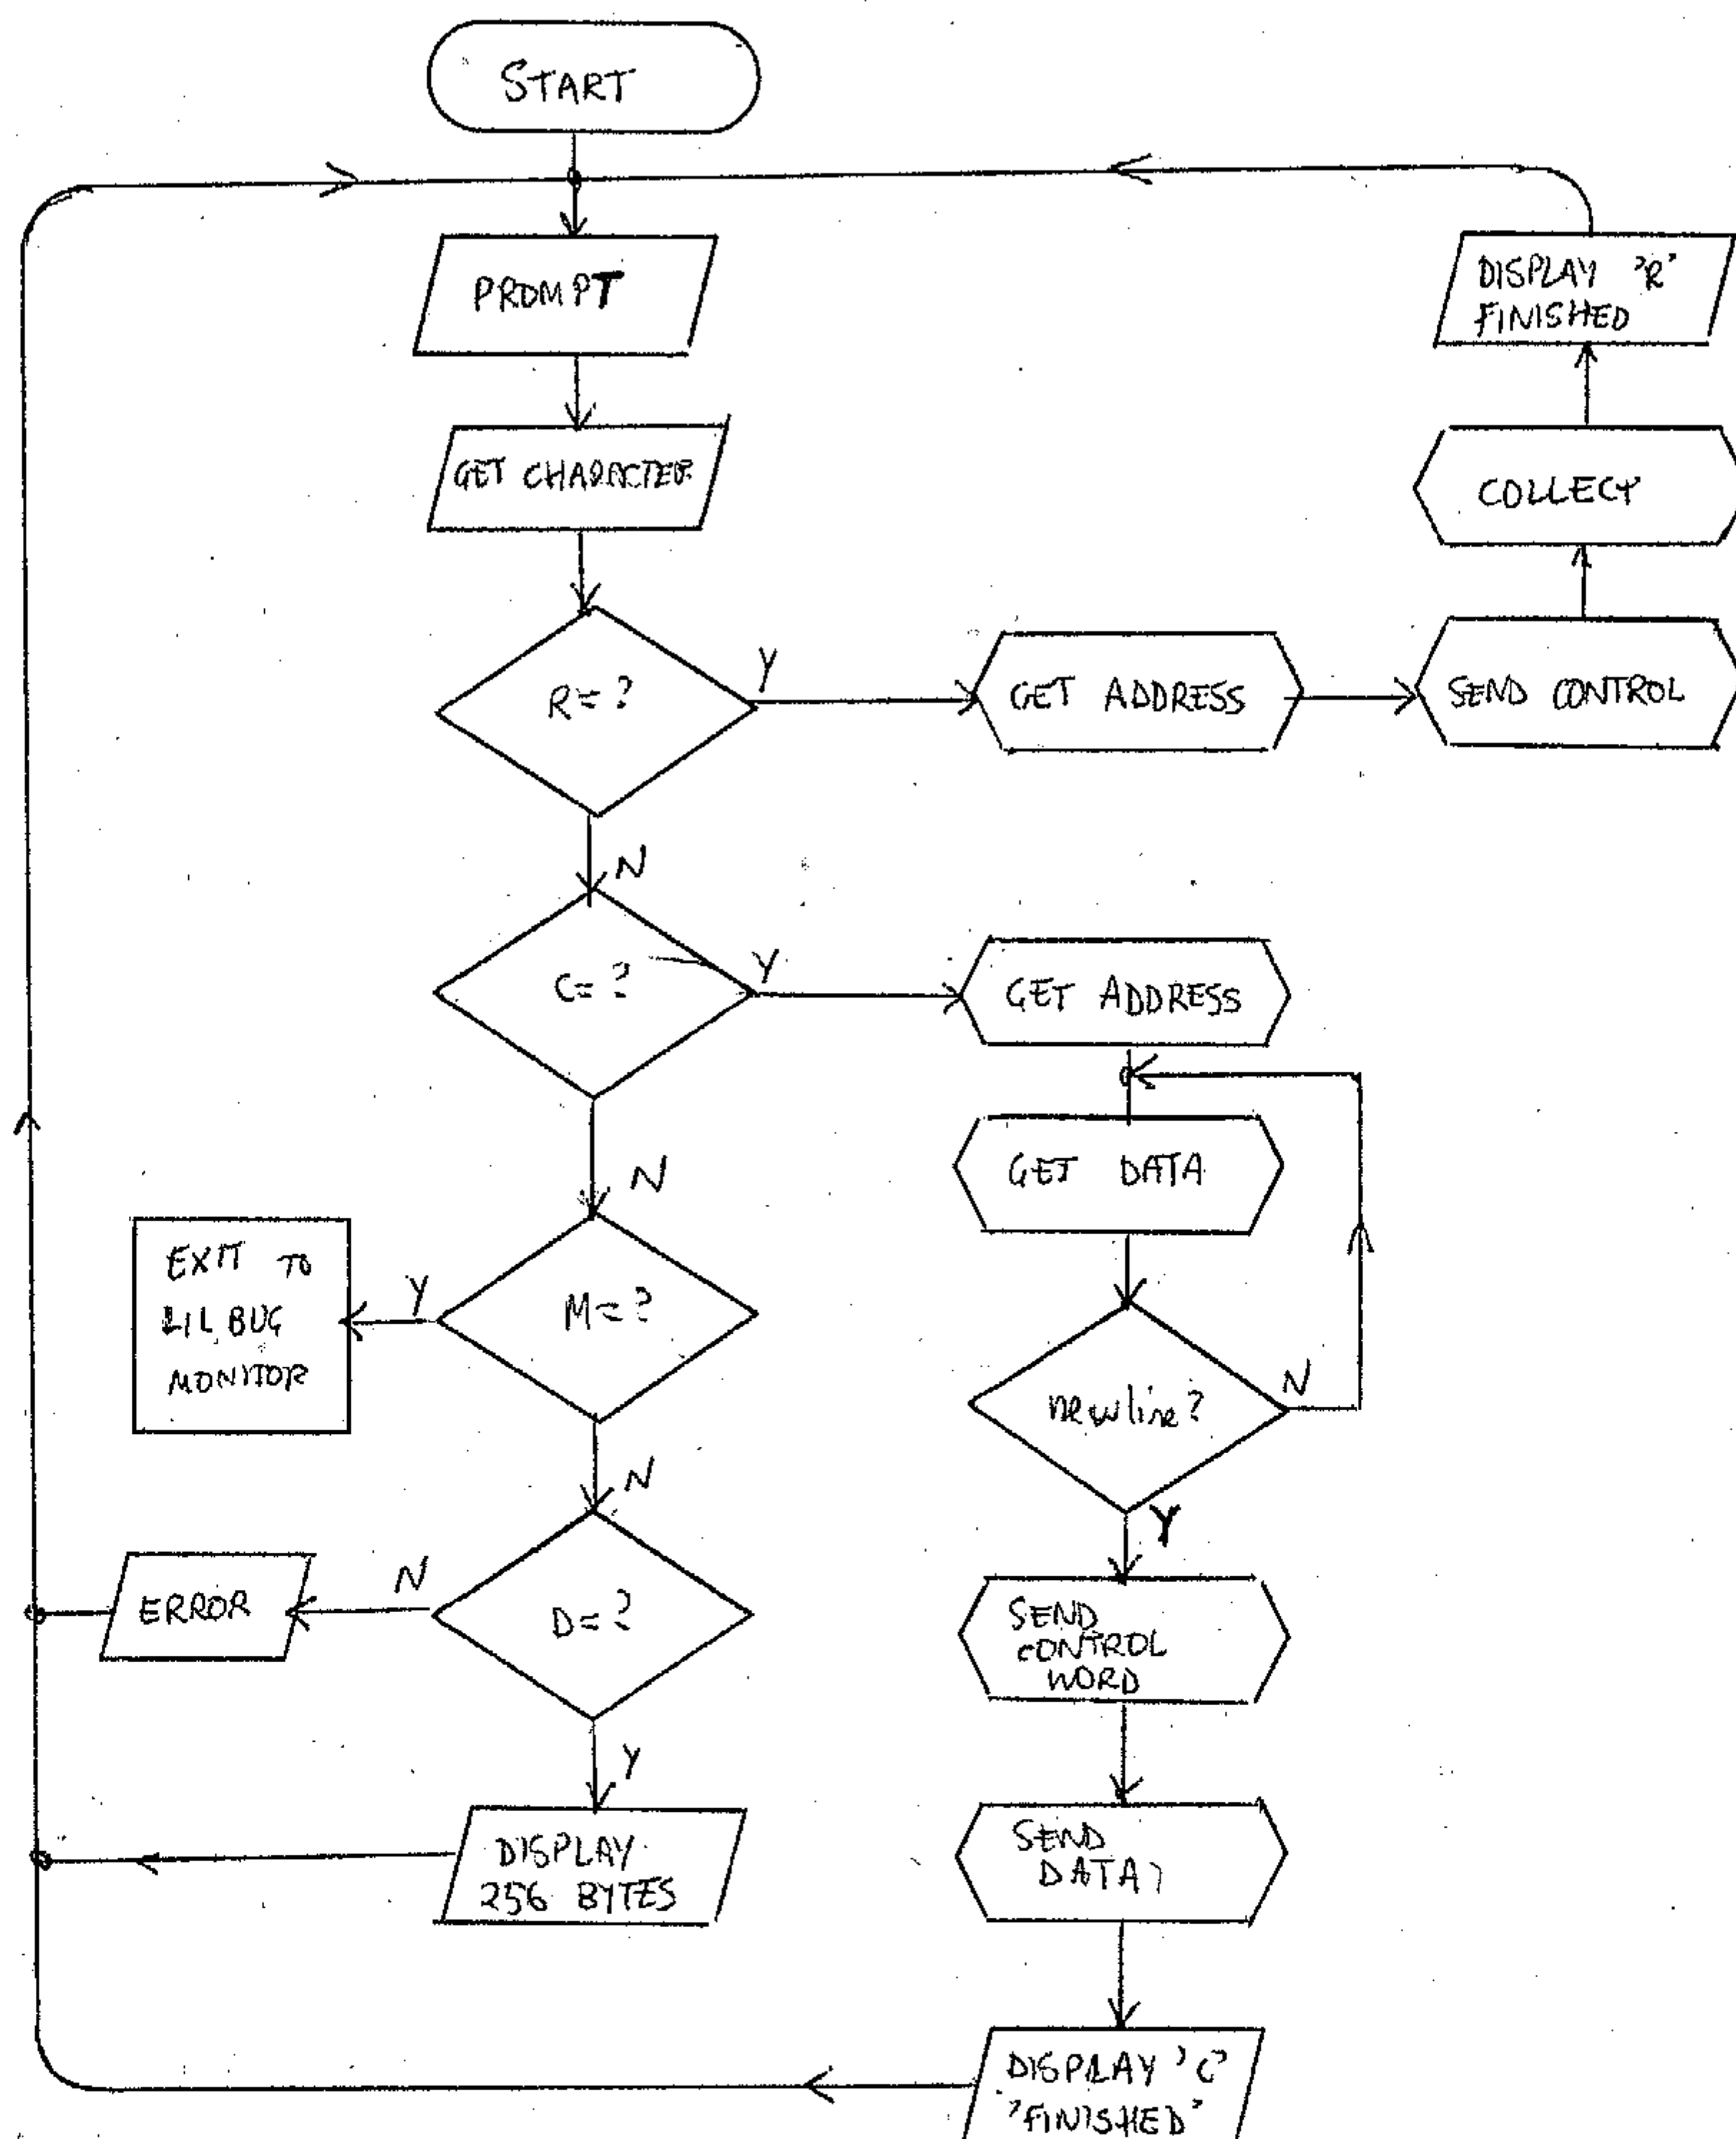 START
PROMPT
GET CHARACTER
R = ?
Y
GET ADDRESS
SEND CONTROL
COLLECT
DISPLAY 'R'
FINISHED
N
C = ?
Y
GET ADDRESS
GET DATA
newline?
N
Y
SEND
CONTROL
WORD
SEND
DATA
DISPLAY 'C'
'FINISHED'
N
M = ?
Y
EXIT TO
LIL BUG
MONITOR
N
D = ?
N
ERROR
Y
DISPLAY
256 BYTES